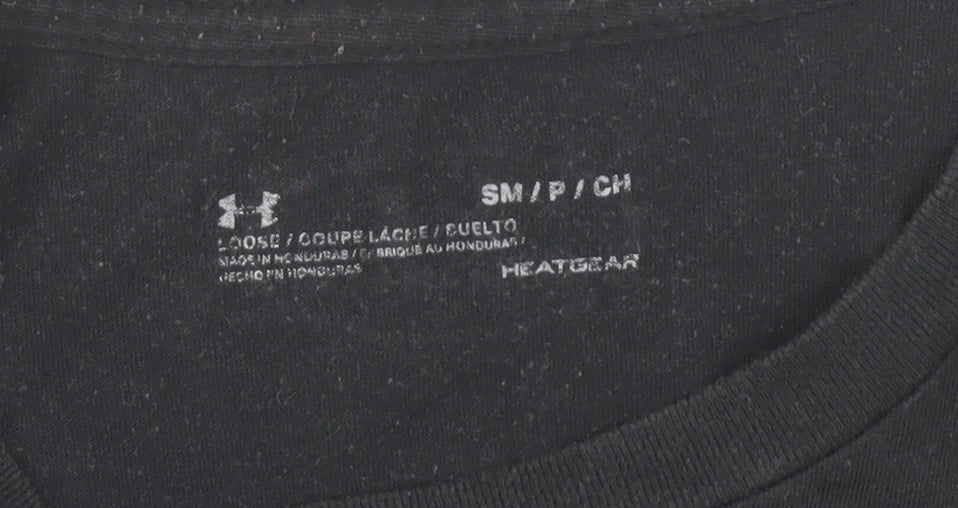 SM / P / CH
LOOSE / COUPE LÂCHE / SUELTO
MADE IN HONDURAS / FABRIQUÉ AU HONDURAS /
HECHO EN HONDURAS
HEATGEAR